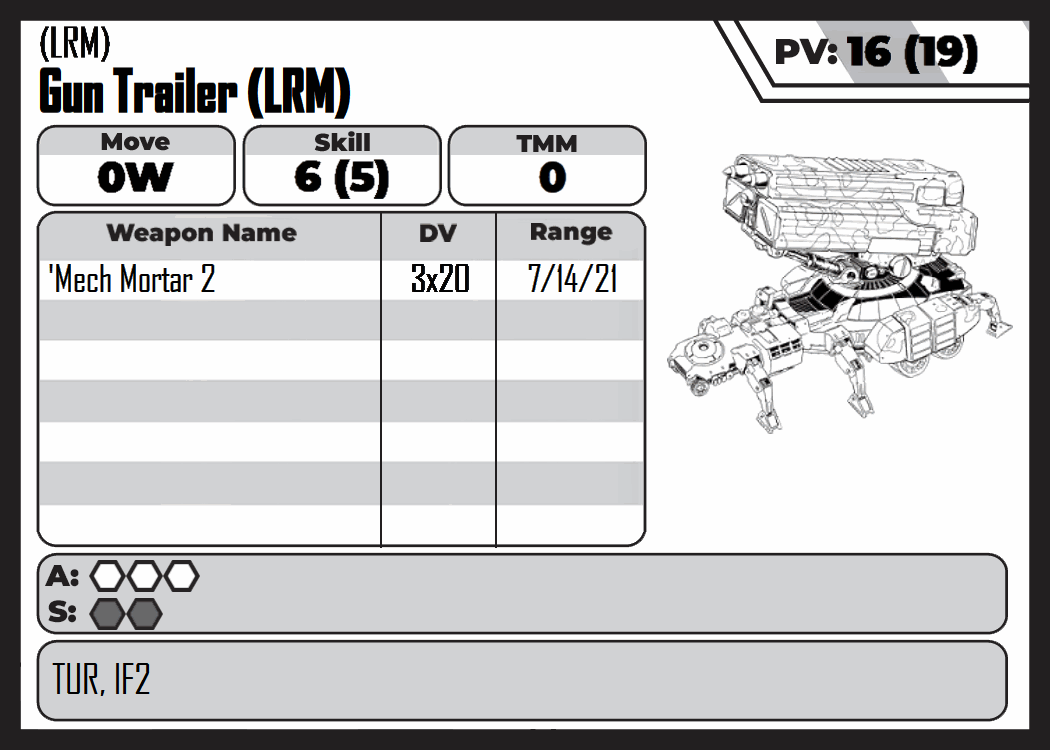 (LRM)
Gun Trailer (LRM)
PV: 16 (19)
Move
0W
Skill
6 (5)
TMM
0
Weapon Name DV Range
'Mech Mortar 2 3x20 7/14/21
A:
S:
TUR, IF2